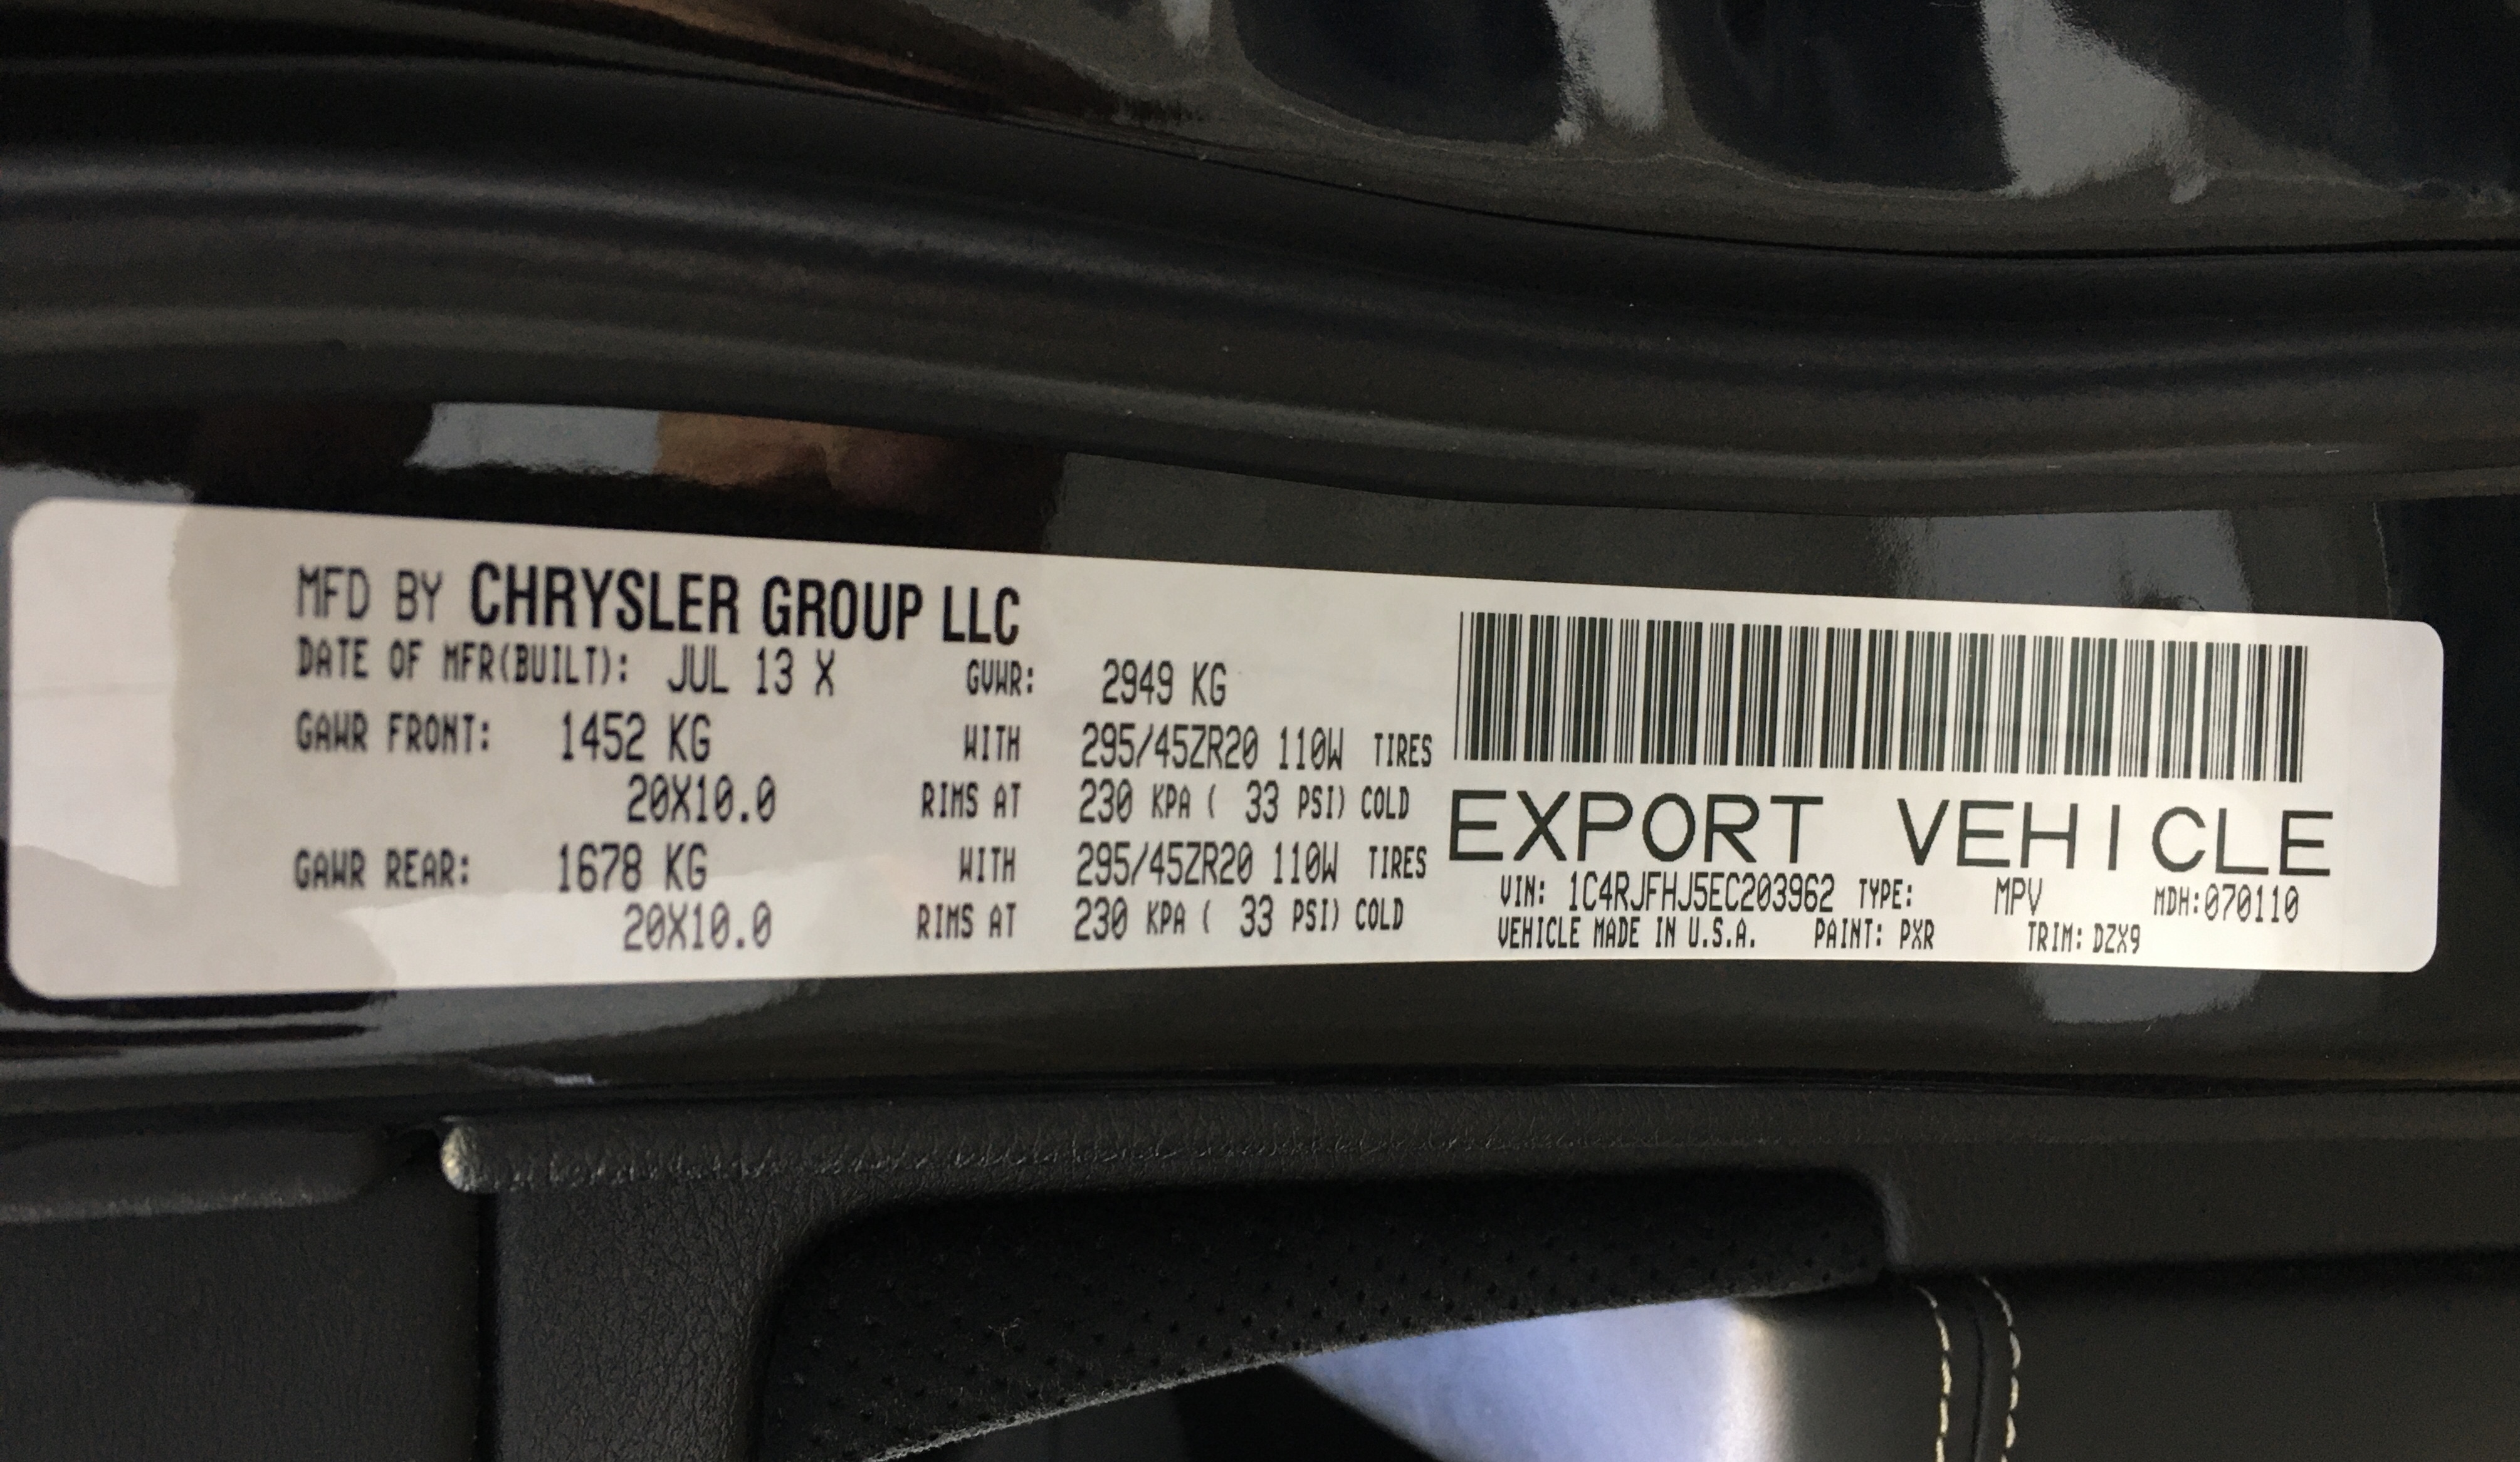 MFD BY CHRYSLER GROUP LLC
DATE OF MFR(BUILT): JUL 13 X GVWR: 2949 KG
GAWR FRONT: 1452 KG WITH 295/45ZR20 110W TIRES
20X10.0 RIMS AT 230 KPA ( 33 PSI) COLD
GAWR REAR: 1678 KG WITH 295/45ZR20 110W TIRES
20X10.0 RIMS AT 230 KPA ( 33 PSI) COLD
EXPORT VEHICLE
VIN: 1C4RJFHJ5EC203962 TYPE: MPV MDH:070110
VEHICLE MADE IN U.S.A. PAINT: PXR TRIM: DZX9